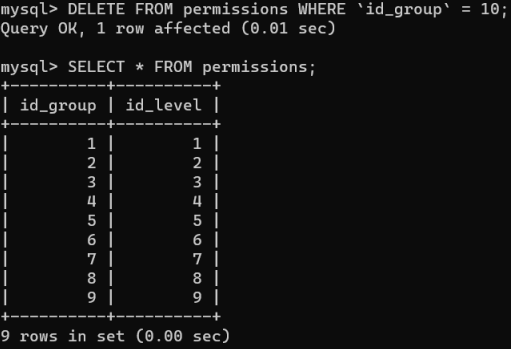 mysql> DELETE FROM permissions WHERE `id_group` = 10;
Query OK, 1 row affected (0.01 sec)

mysql> SELECT * FROM permissions;
+----------+----------+
| id_group | id_level |
+----------+----------+
|        1 |        1 |
|        2 |        2 |
|        3 |        3 |
|        4 |        4 |
|        5 |        5 |
|        6 |        6 |
|        7 |        7 |
|        8 |        8 |
|        9 |        9 |
+----------+----------+
9 rows in set (0.00 sec)